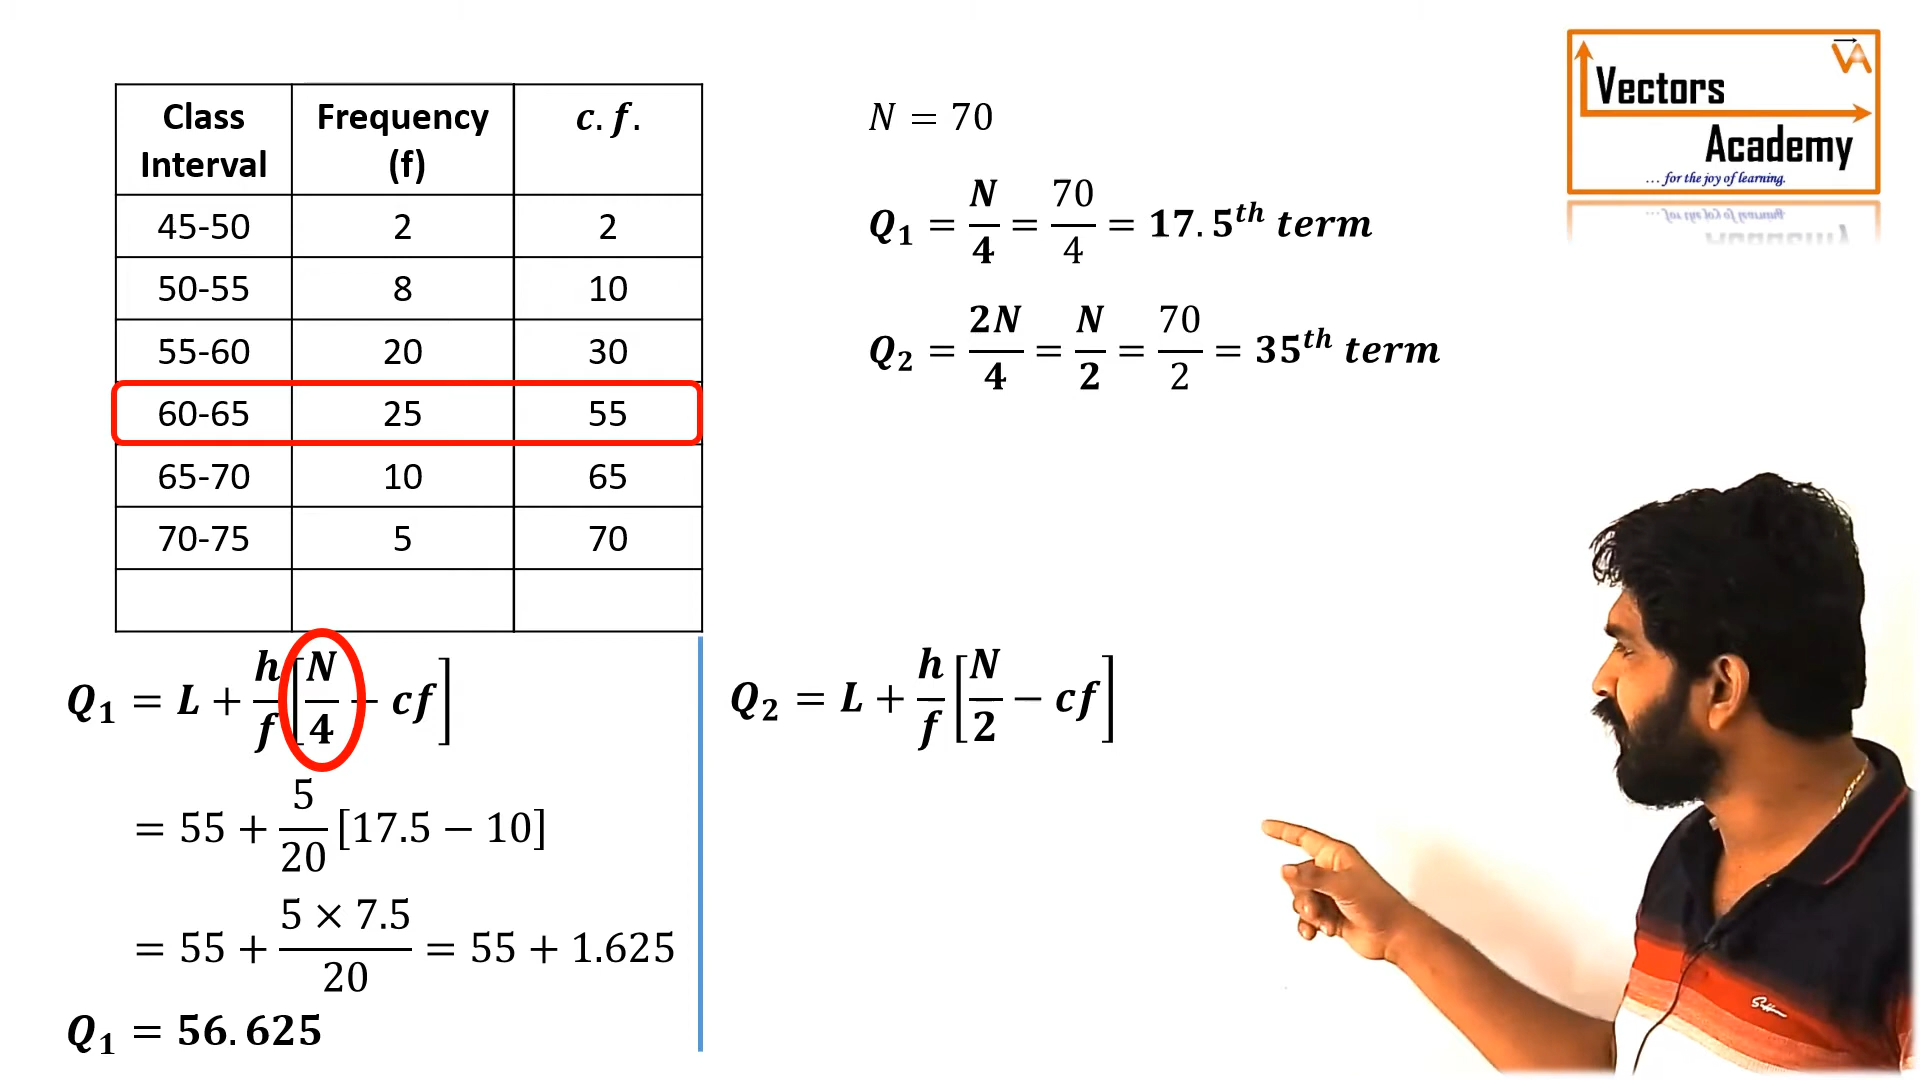 Class Interval | Frequency (f) | c.f.
45-50 | 2 | 2
50-55 | 8 | 10
55-60 | 20 | 30
60-65 | 25 | 55
65-70 | 10 | 65
70-75 | 5 | 70
N = 70
Q₁ = N/4 = 70/4 = 17.5ᵗʰ term
Q₂ = 2N/4 = N/2 = 70/2 = 35ᵗʰ term
Vectors
Academy
... for the joy of learning.
Q₁ = L + h/f [N/4 − cf]
= 55 + 5/20 [17.5 − 10]
= 55 + (5 × 7.5)/20 = 55 + 1.625
Q₁ = 56.625
Q₂ = L + h/f [N/2 − cf]